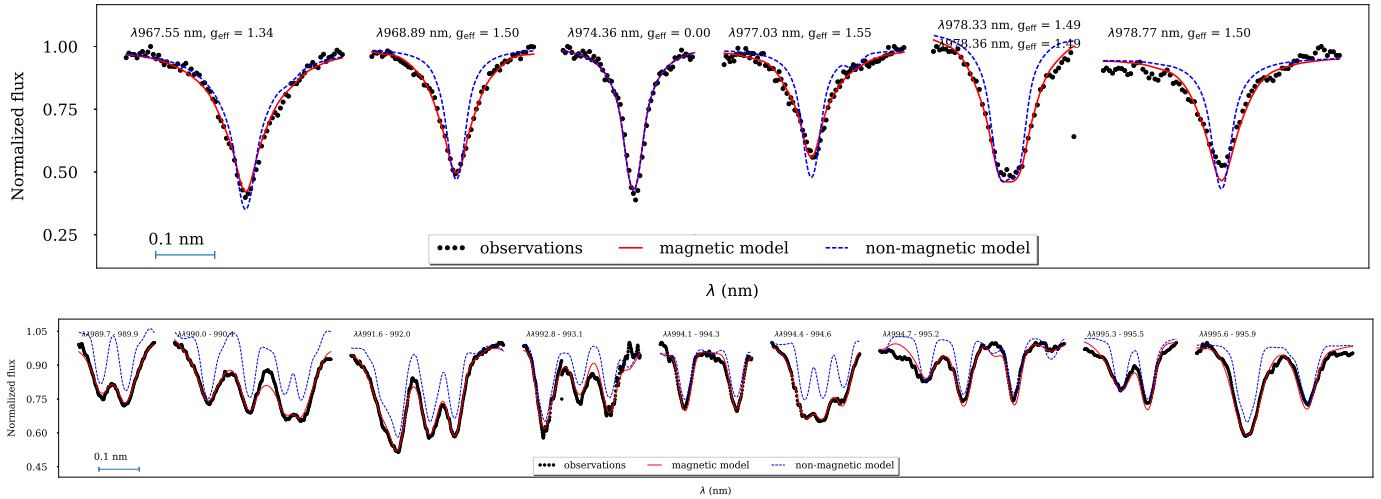 λ978.33 nm, g_eff = 1.49
λ967.55 nm, g_eff = 1.34 λ968.89 nm, g_eff = 1.50 λ974.36 nm, g_eff = 0.00 λ977.03 nm, g_eff = 1.55 λ978.36 nm, g_eff = 1.49 λ978.77 nm, g_eff = 1.50
1.00
0.75
0.50
0.25
Normalized flux
0.1 nm
observations magnetic model non-magnetic model
λ (nm)
λλ989.7 - 989.9 λλ990.0 - 990.4 λλ991.6 - 992.0 λλ992.8 - 993.1 λλ994.1 - 994.3 λλ994.4 - 994.6 λλ994.7 - 995.2 λλ995.3 - 995.5 λλ995.6 - 995.9
1.05
0.90
0.75
0.60
0.45
Normalized flux
0.1 nm
observations magnetic model non-magnetic model
λ (nm)